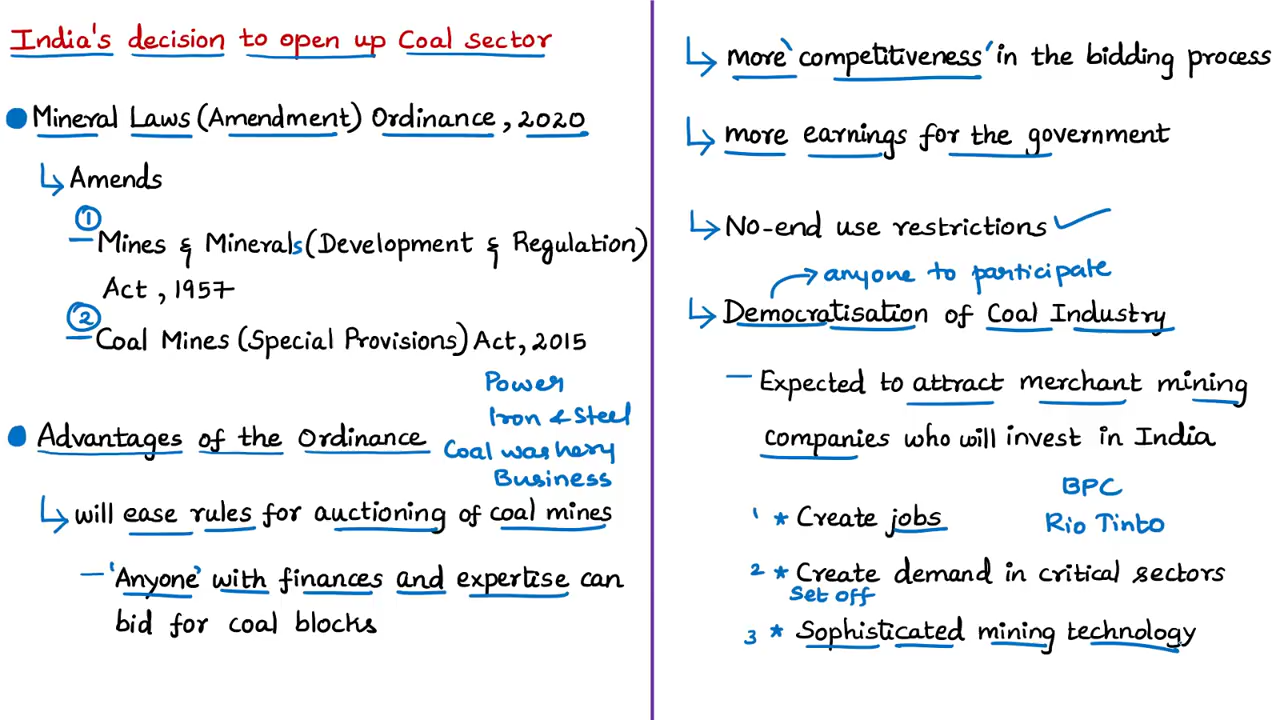 India's decision to open up Coal Sector
Mineral Laws (Amendment) Ordinance, 2020
Amends
1
Mines & Minerals (Development & Regulation)
Act, 1957
2
Coal Mines (Special Provisions) Act, 2015
Power
Iron & Steel
Coal washery
Business
Advantages of the Ordinance
will ease rules for auctioning of coal mines
- 'Anyone' with finances and expertise can
bid for coal blocks
more 'competitiveness' in the bidding process
more earnings for the government
No-end use restrictions ✓
anyone to participate
Democratisation of Coal Industry
- Expected to attract merchant mining
companies who will invest in India
BPC
Rio Tinto
1 * Create jobs
2 * Create demand in critical sectors
Set off
3 * Sophisticated mining technology